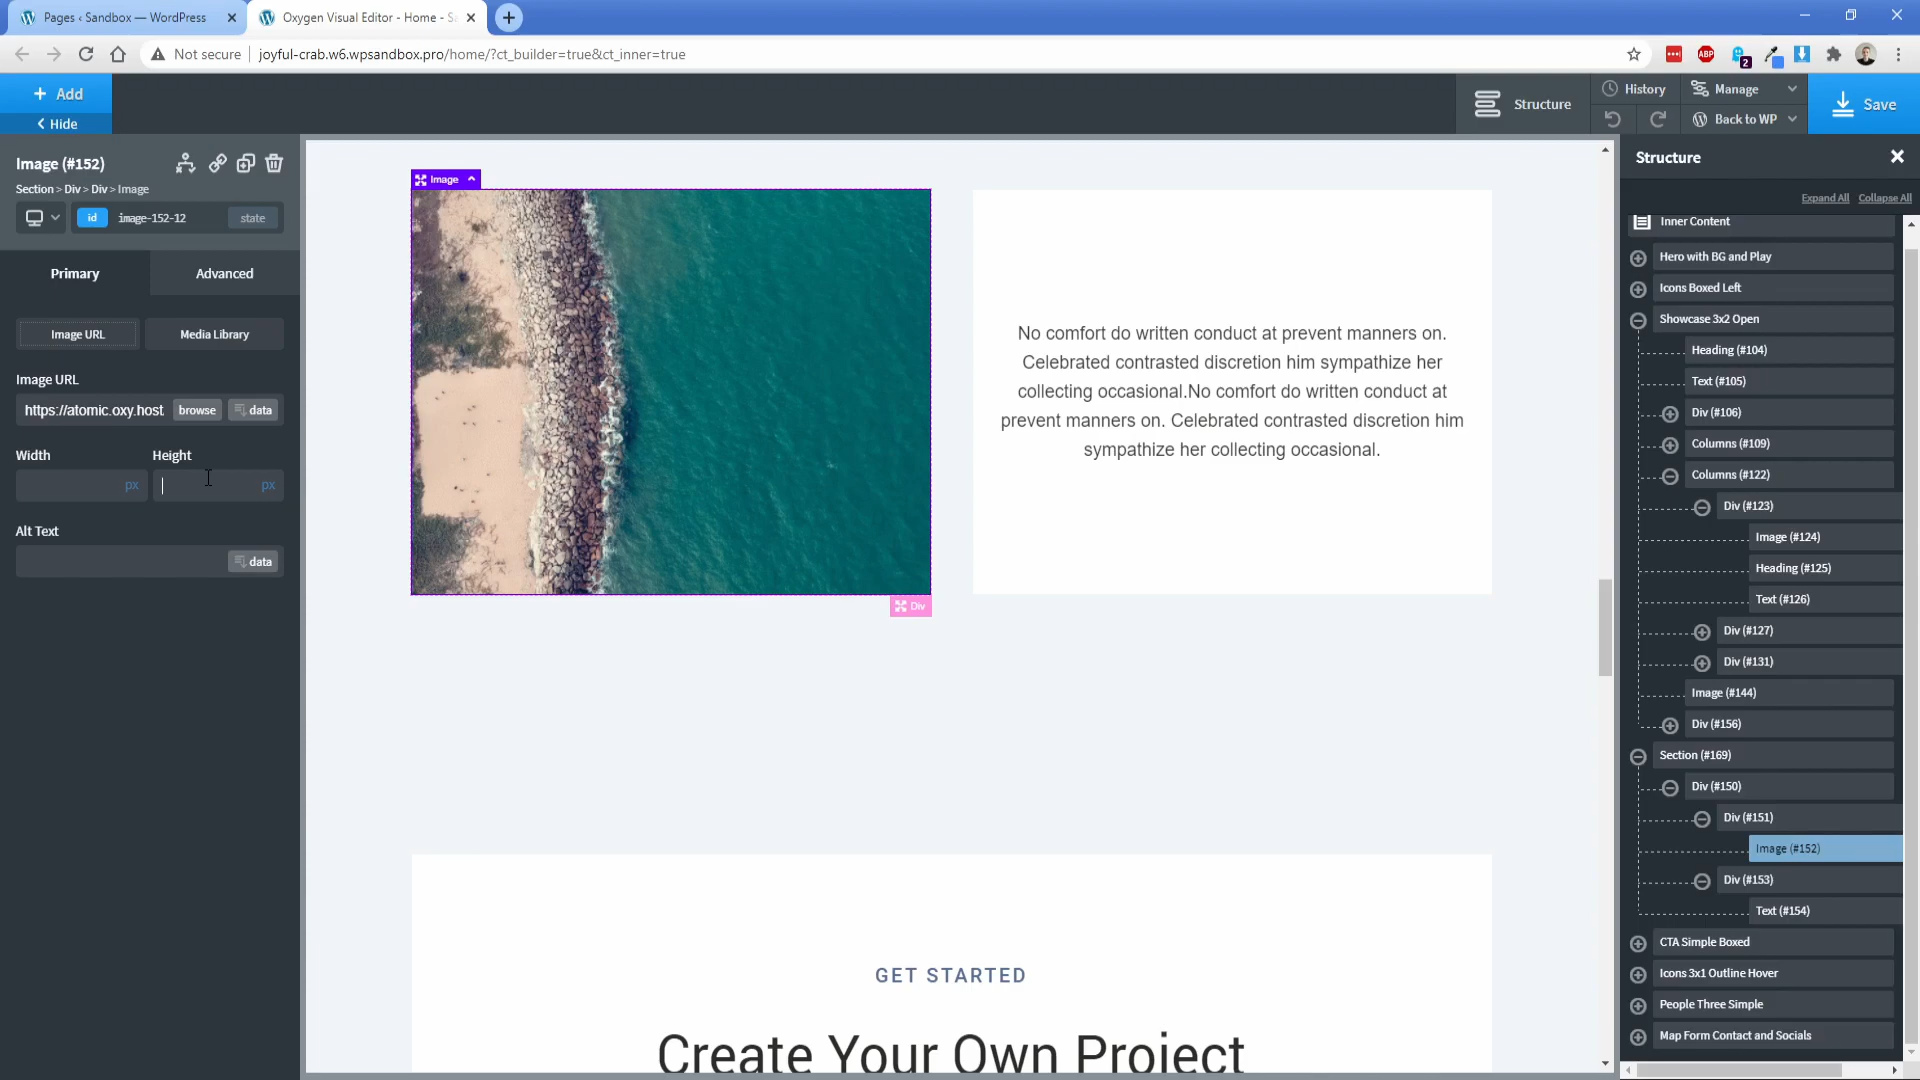 Pages ‹ Sandbox — WordPress
Oxygen Visual Editor - Home - S
Not secure
joyful-crab.w6.wpsandbox.pro/home/?ct_builder=true&ct_inner=true
ABP
2
+ Add
Hide
Structure
History
Manage
Back to WP
Save
Image (#152)
Section > Div > Div > Image
id
image-152-12
state
Primary
Advanced
Image URL
Media Library
Image URL
https://atomic.oxy.host
browse
data
Width
Height
px
px
Alt Text
data
Image
Div
No comfort do written conduct at prevent manners on.
Celebrated contrasted discretion him sympathize her
collecting occasional.No comfort do written conduct at
prevent manners on. Celebrated contrasted discretion him
sympathize her collecting occasional.
GET STARTED
Create Your Own Project
Structure
Expand All
Collapse All
Inner Content
Hero with BG and Play
Icons Boxed Left
Showcase 3x2 Open
Heading (#104)
Text (#105)
Div (#106)
Columns (#109)
Columns (#122)
Div (#123)
Image (#124)
Heading (#125)
Text (#126)
Div (#127)
Div (#131)
Image (#144)
Div (#156)
Section (#169)
Div (#150)
Div (#151)
Image (#152)
Div (#153)
Text (#154)
CTA Simple Boxed
Icons 3x1 Outline Hover
People Three Simple
Map Form Contact and Socials